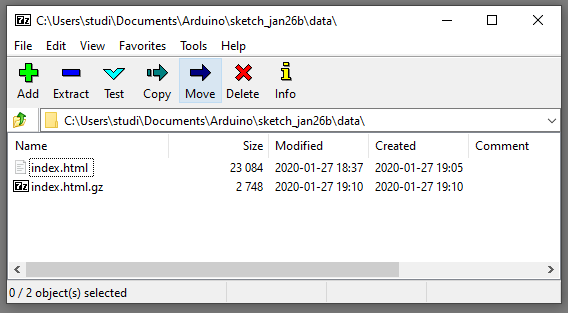 7z C:\Users\studi\Documents\Arduino\sketch_jan26b\data\
File Edit View Favorites Tools Help
Add Extract Test Copy Move Delete Info
C:\Users\studi\Documents\Arduino\sketch_jan26b\data\
Name Size Modified Created Comment
index.html 23 084 2020-01-27 18:37 2020-01-27 19:05
7z index.html.gz 2 748 2020-01-27 19:10 2020-01-27 19:10
0 / 2 object(s) selected